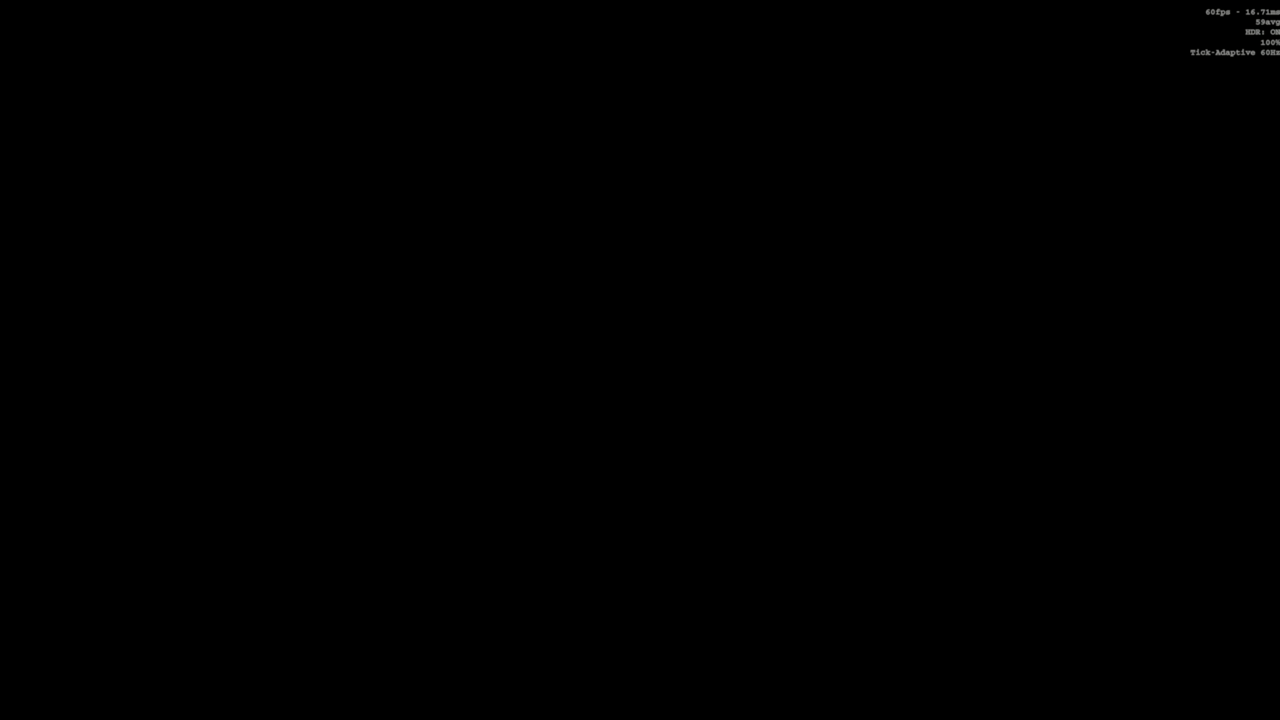 60fps - 16.71ms
59avg
HDR: ON
100%
Tick-Adaptive 60Hz